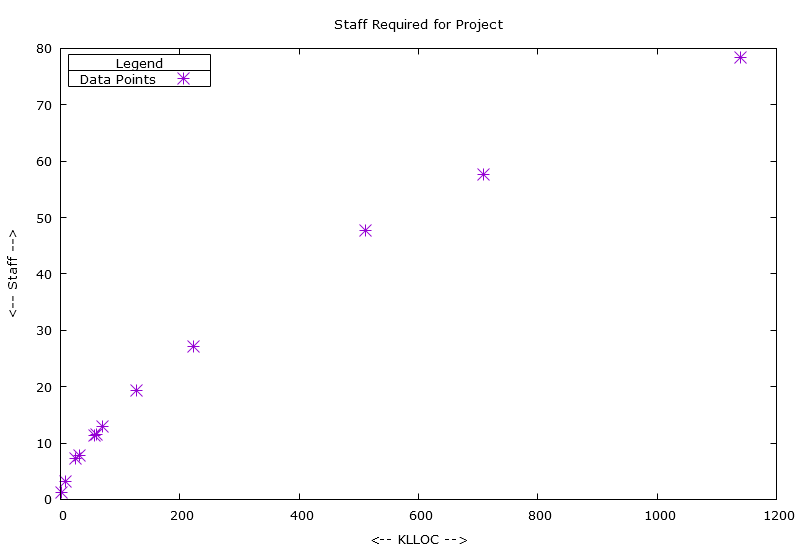 Staff Required for Project
Legend
Data Points
80
70
60
50
40
30
20
10
0
<-- Staff -->
0 200 400 600 800 1000 1200
<-- KLLOC -->